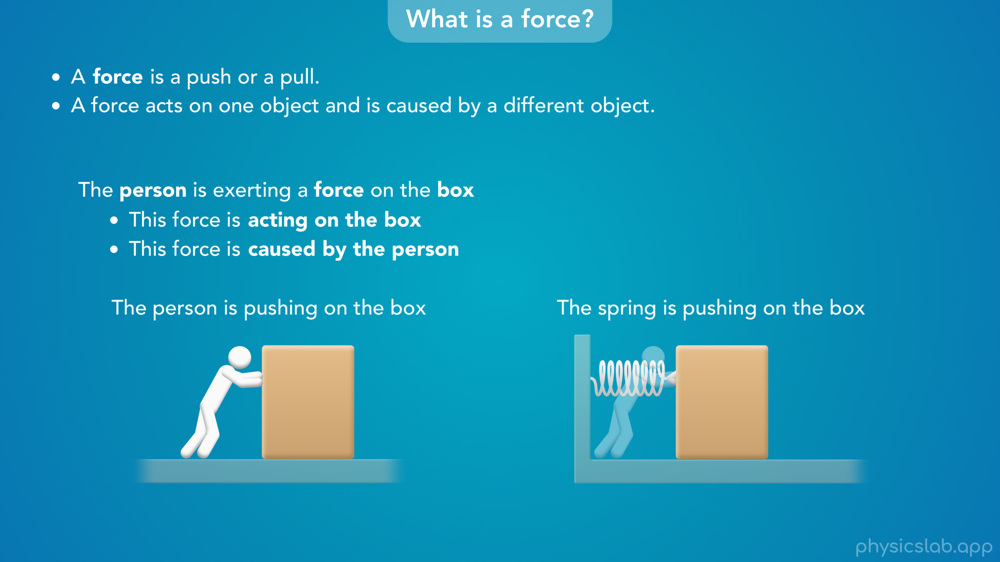 What is a force?
• A force is a push or a pull.
• A force acts on one object and is caused by a different object.
The person is exerting a force on the box
• This force is acting on the box
• This force is caused by the person
The person is pushing on the box
The spring is pushing on the box
physicslab.app